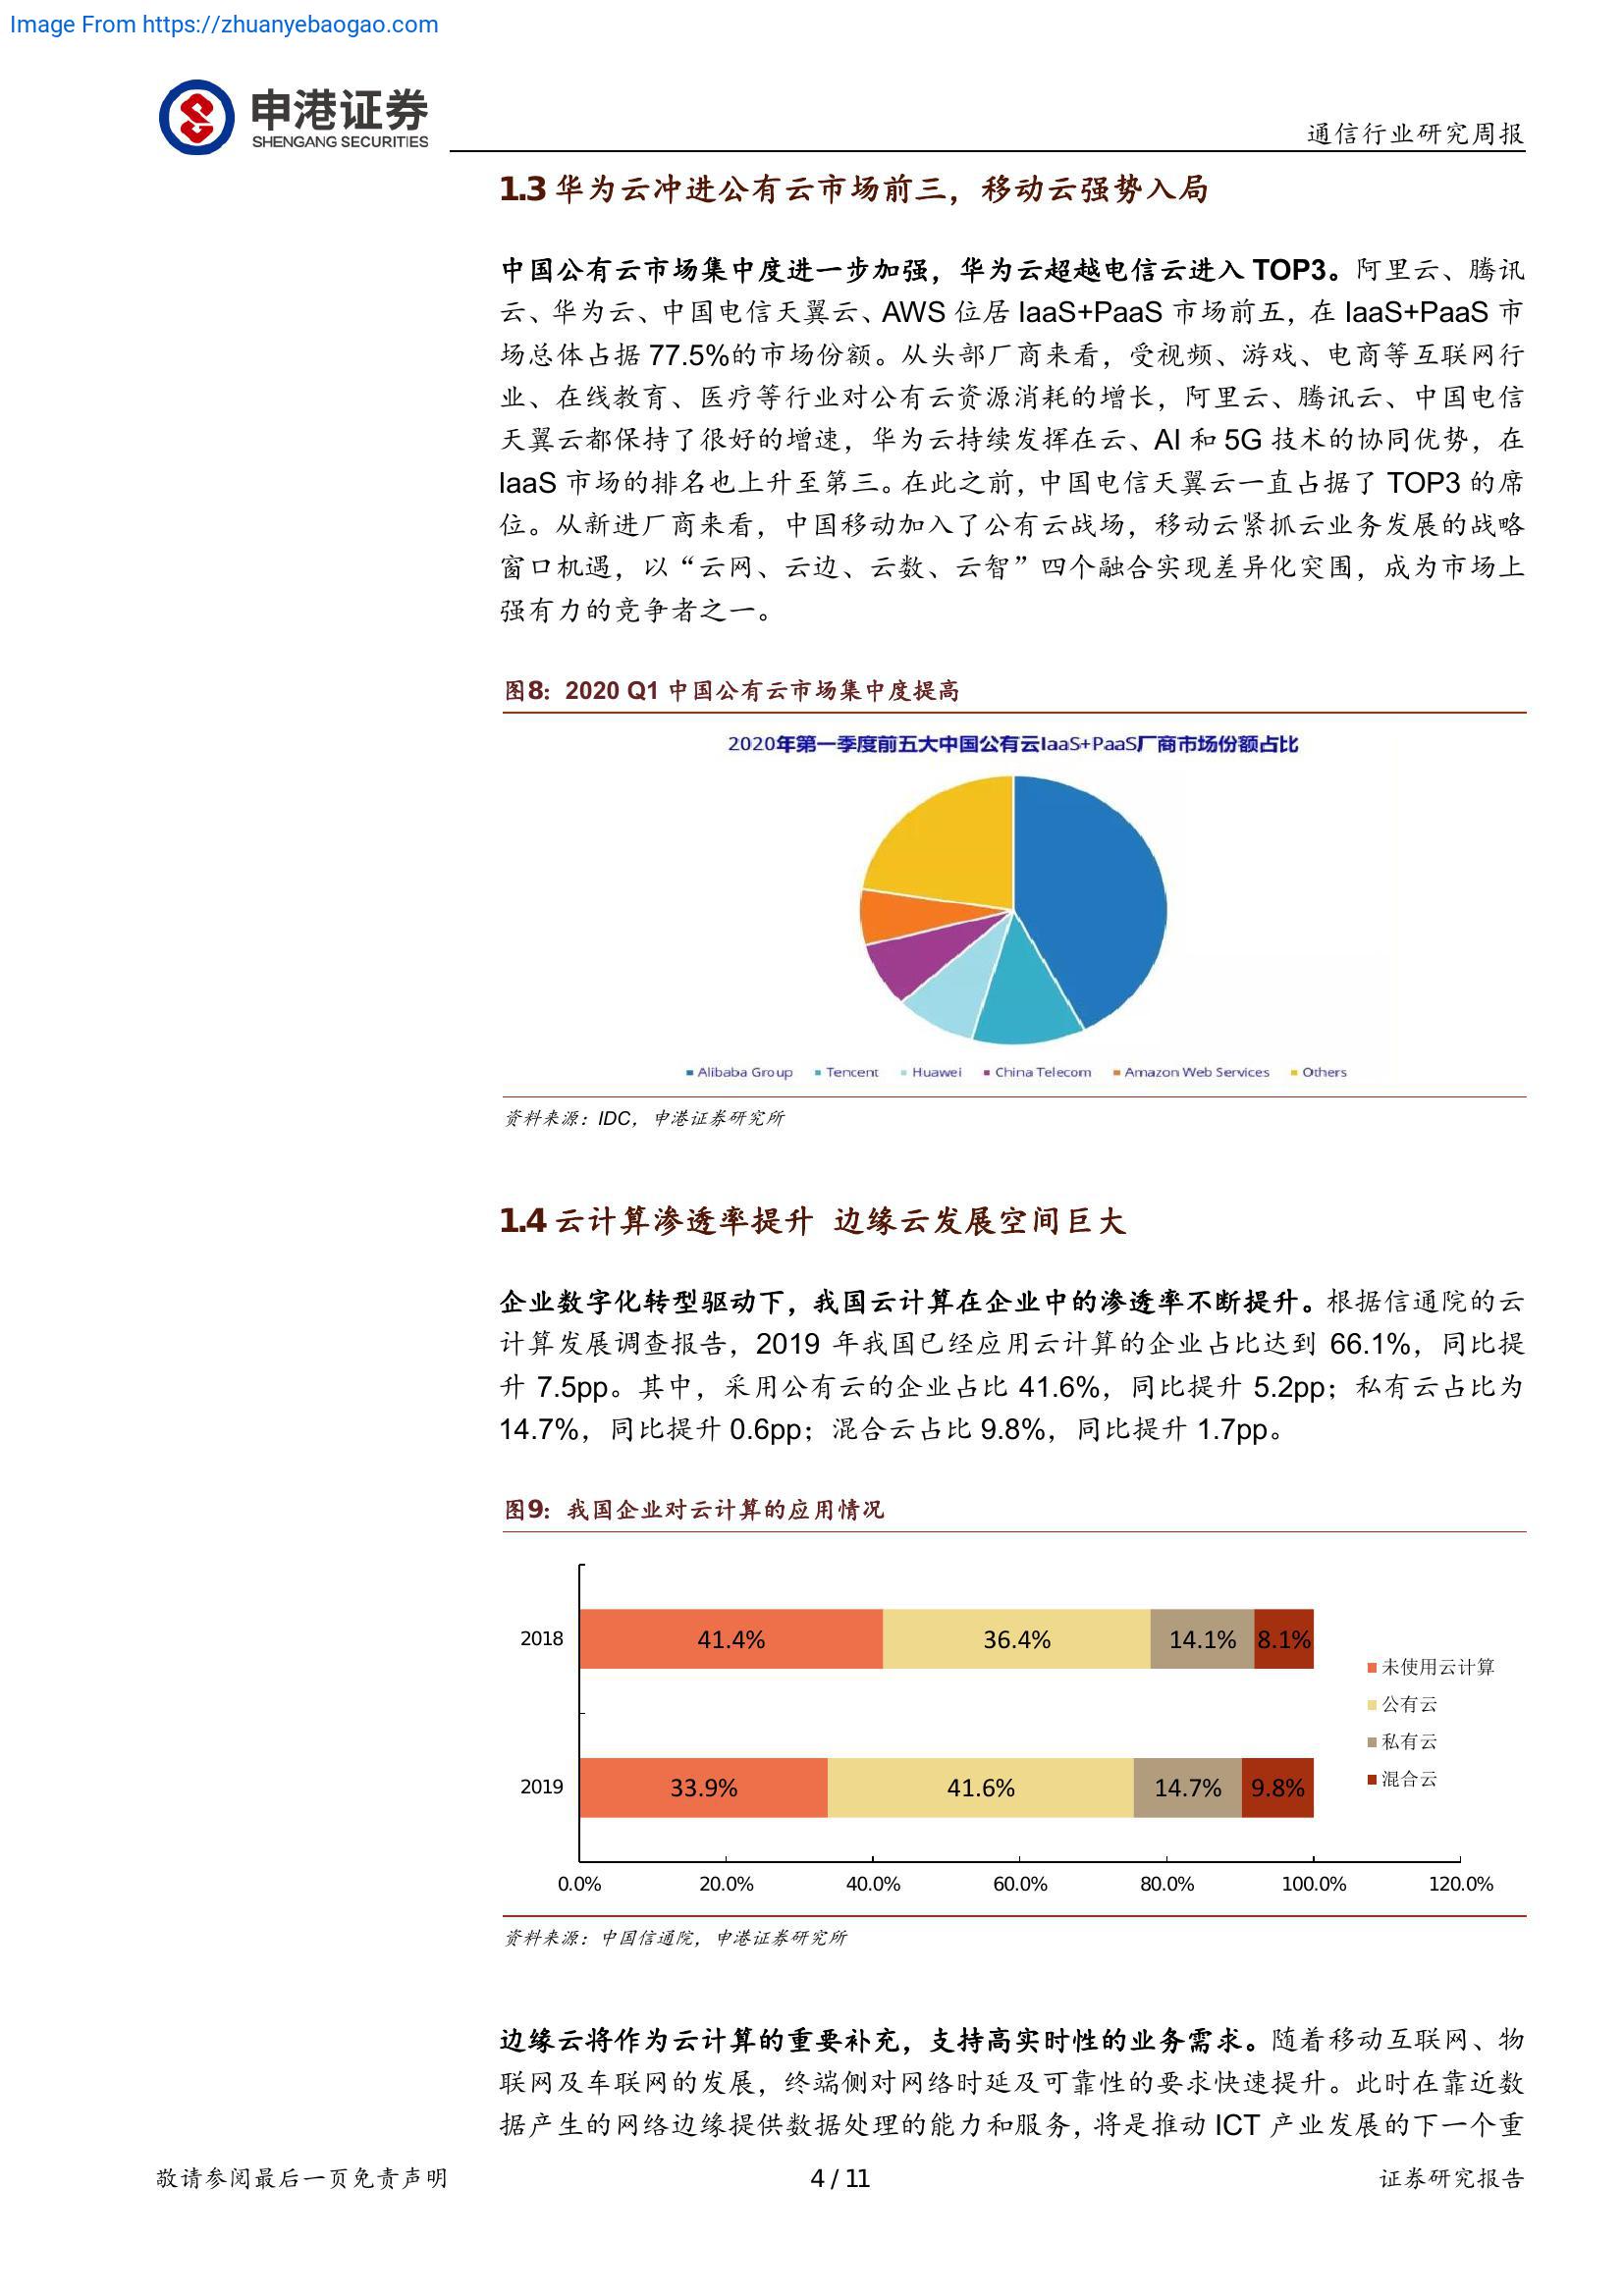 Image From https://zhuanyebaogao.com
申港证券
SHENGANG SECURITIES
通信行业研究周报
1.3 华为云冲进公有云市场前三，移动云强势入局
中国公有云市场集中度进一步加强，华为云超越电信云进入 TOP3。阿里云、腾讯
云、华为云、中国电信天翼云、AWS 位居 IaaS+PaaS 市场前五，在 IaaS+PaaS 市
场总体占据 77.5%的市场份额。从头部厂商来看，受视频、游戏、电商等互联网行
业、在线教育、医疗等行业对公有云资源消耗的增长，阿里云、腾讯云、中国电信
天翼云都保持了很好的增速，华为云持续发挥在云、AI 和 5G 技术的协同优势，在
IaaS 市场的排名也上升至第三。在此之前，中国电信天翼云一直占据了 TOP3 的席
位。从新进厂商来看，中国移动加入了公有云战场，移动云紧抓云业务发展的战略
窗口机遇，以“云网、云边、云数、云智”四个融合实现差异化突围，成为市场上
强有力的竞争者之一。
图8：2020 Q1 中国公有云市场集中度提高
2020年第一季度前五大中国公有云IaaS+PaaS厂商市场份额占比
Alibaba Group Tencent Huawei China Telecom Amazon Web Services Others
资料来源：IDC，申港证券研究所
1.4 云计算渗透率提升 边缘云发展空间巨大
企业数字化转型驱动下，我国云计算在企业中的渗透率不断提升。根据信通院的云
计算发展调查报告，2019 年我国已经应用云计算的企业占比达到 66.1%，同比提
升 7.5pp。其中，采用公有云的企业占比 41.6%，同比提升 5.2pp；私有云占比为
14.7%，同比提升 0.6pp；混合云占比 9.8%，同比提升 1.7pp。
图9：我国企业对云计算的应用情况
2018 41.4% 36.4% 14.1% 8.1%
未使用云计算
公有云
私有云
混合云
2019 33.9% 41.6% 14.7% 9.8%
0.0% 20.0% 40.0% 60.0% 80.0% 100.0% 120.0%
资料来源：中国信通院，申港证券研究所
边缘云将作为云计算的重要补充，支持高实时性的业务需求。随着移动互联网、物
联网及车联网的发展，终端侧对网络时延及可靠性的要求快速提升。此时在靠近数
据产生的网络边缘提供数据处理的能力和服务，将是推动 ICT 产业发展的下一个重
敬请参阅最后一页免责声明 4 / 11 证券研究报告